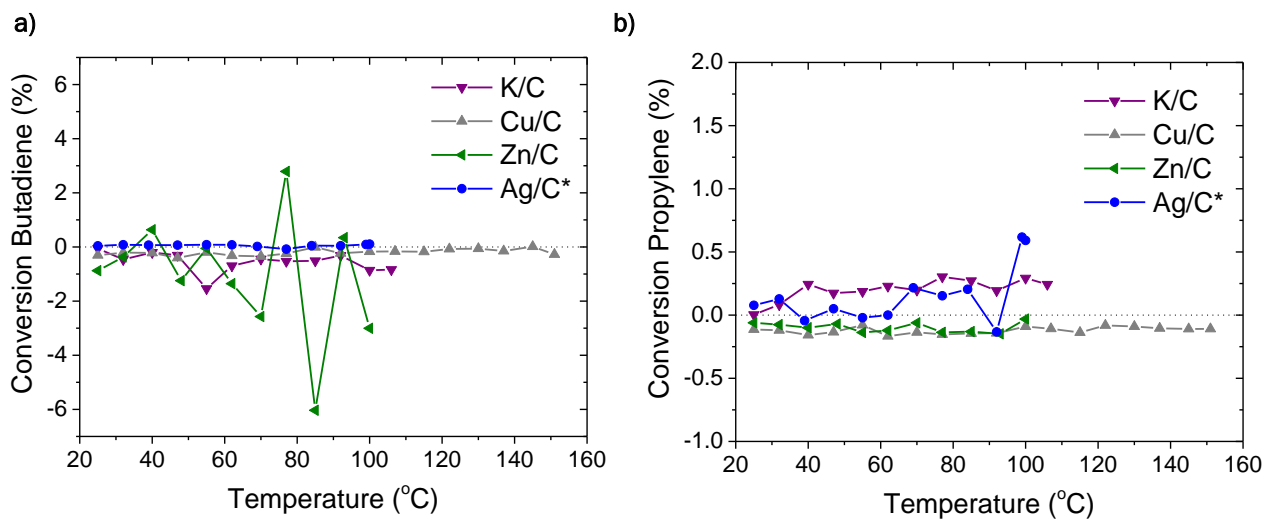 a)
Conversion Butadiene (%)
6
4
2
0
-2
-4
-6
20 40 60 80 100 120 140 160
Temperature (°C)
K/C
Cu/C
Zn/C
Ag/C*
b)
Conversion Propylene (%)
2.0
1.5
1.0
0.5
0.0
-0.5
-1.0
20 40 60 80 100 120 140 160
Temperature (°C)
K/C
Cu/C
Zn/C
Ag/C*